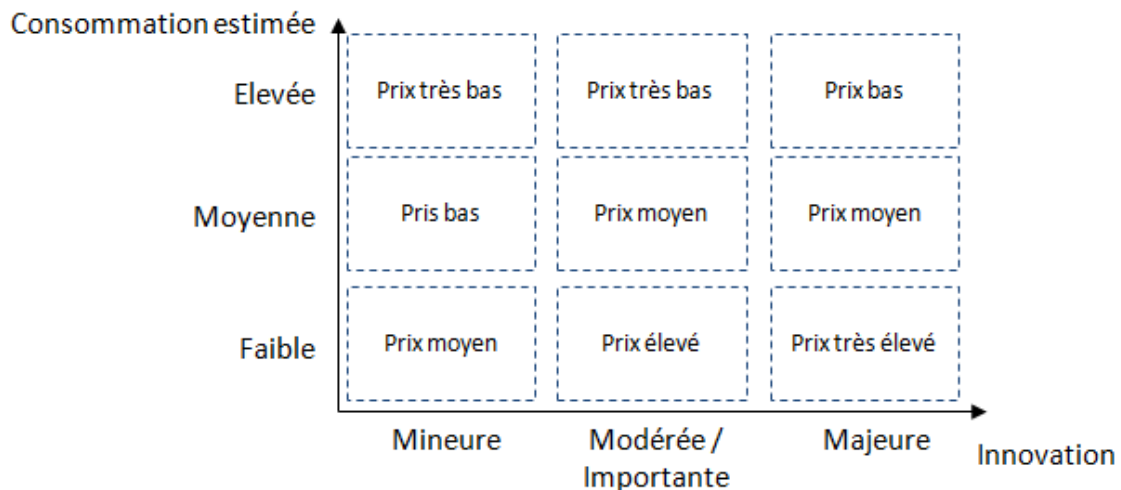 Consommation estimée
Elevée
Prix très bas
Prix très bas
Prix bas
Moyenne
Pris bas
Prix moyen
Prix moyen
Faible
Prix moyen
Prix élevé
Prix très élevé
Mineure
Modérée /
Importante
Majeure
Innovation